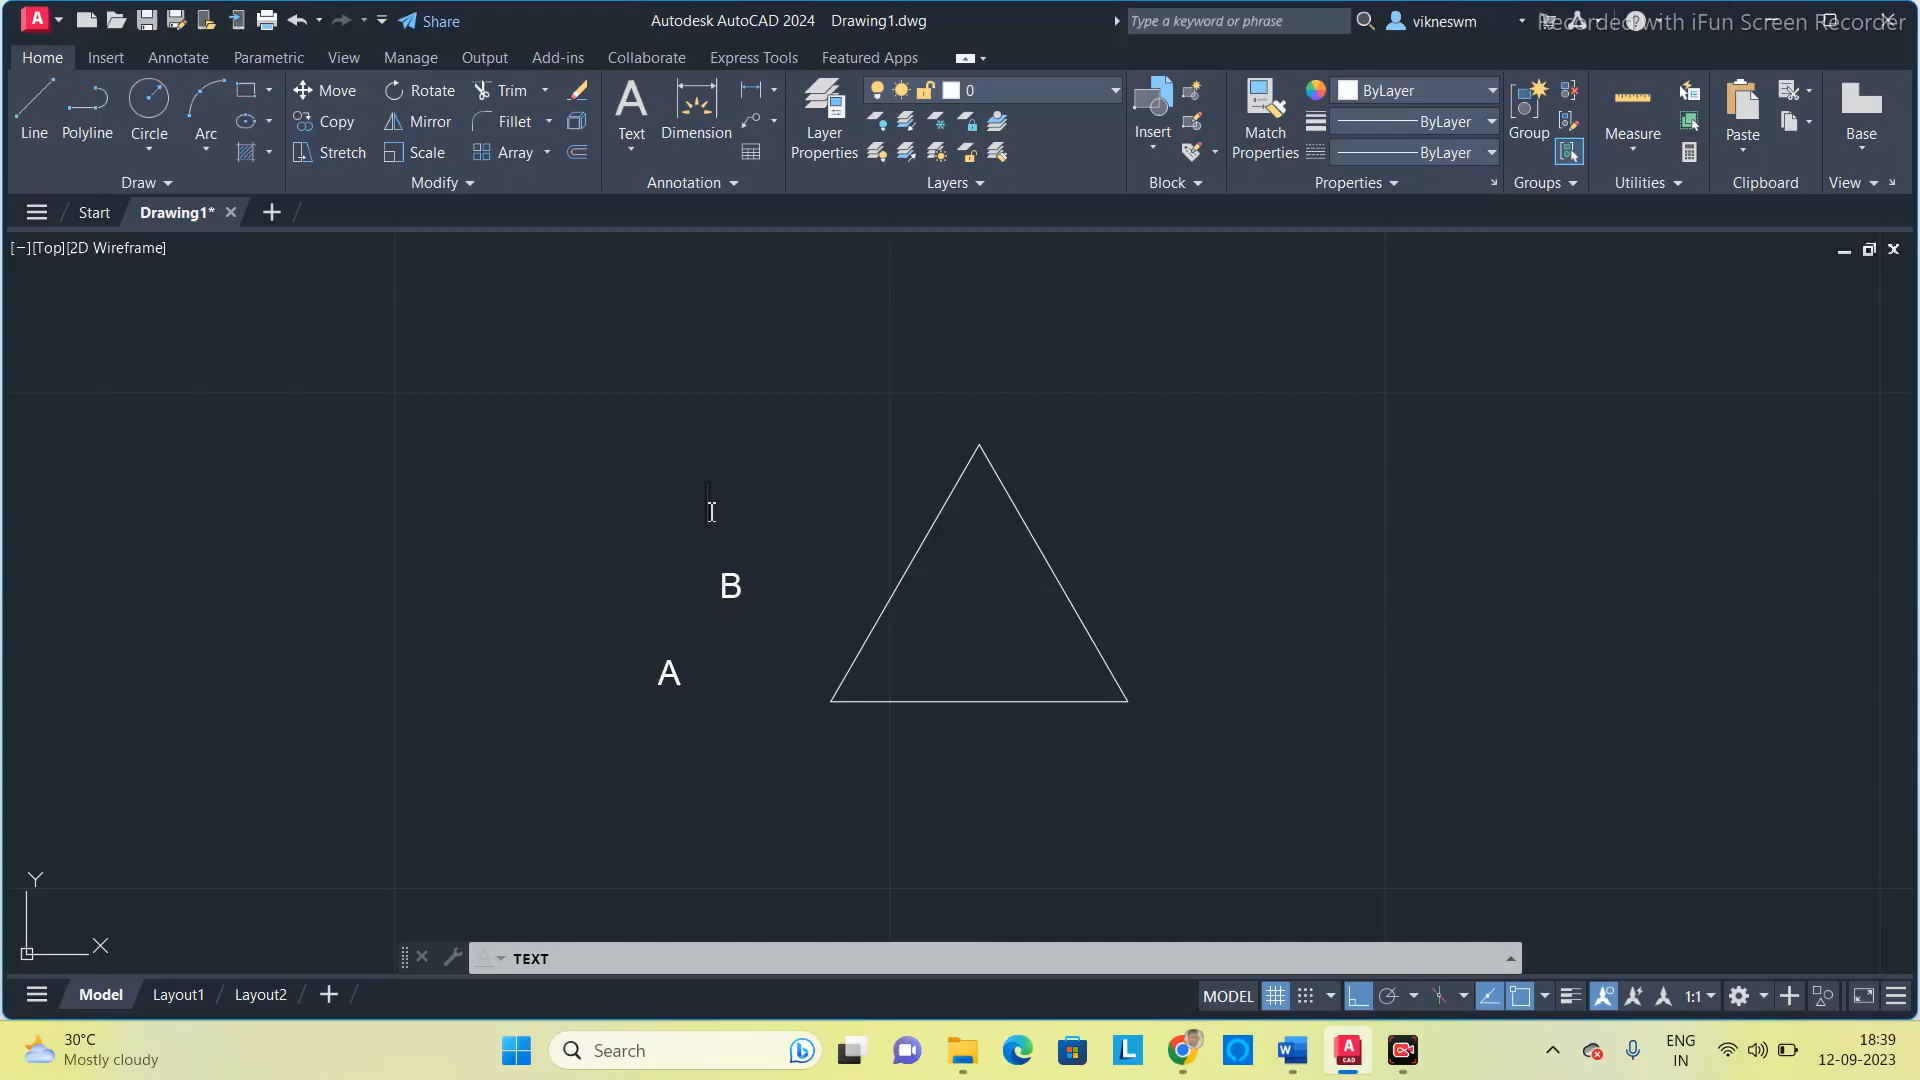 A
Share
Autodesk AutoCAD 2024 Drawing1.dwg
Type a keyword or phrase
vikneswm
Recorded with iFun Screen Recorder
Home Insert Annotate Parametric View Manage Output Add-ins Collaborate Express Tools Featured Apps
Line Polyline Circle Arc
Move Rotate Trim
Copy Mirror Fillet
Stretch Scale Array
Text Dimension
Layer Properties
0
Insert
Match Properties
ByLayer
ByLayer
ByLayer
Group
Measure
Paste
Base
Draw Modify Annotation Layers Block Properties Groups Utilities Clipboard View
Start Drawing1*
[−][Top][2D Wireframe]
B
A
Y
X
TEXT
Model Layout1 Layout2
MODEL
1:1
30°C
Mostly cloudy
Search
L
W
A
CAD
ENG
IN
18:39
12-09-2023